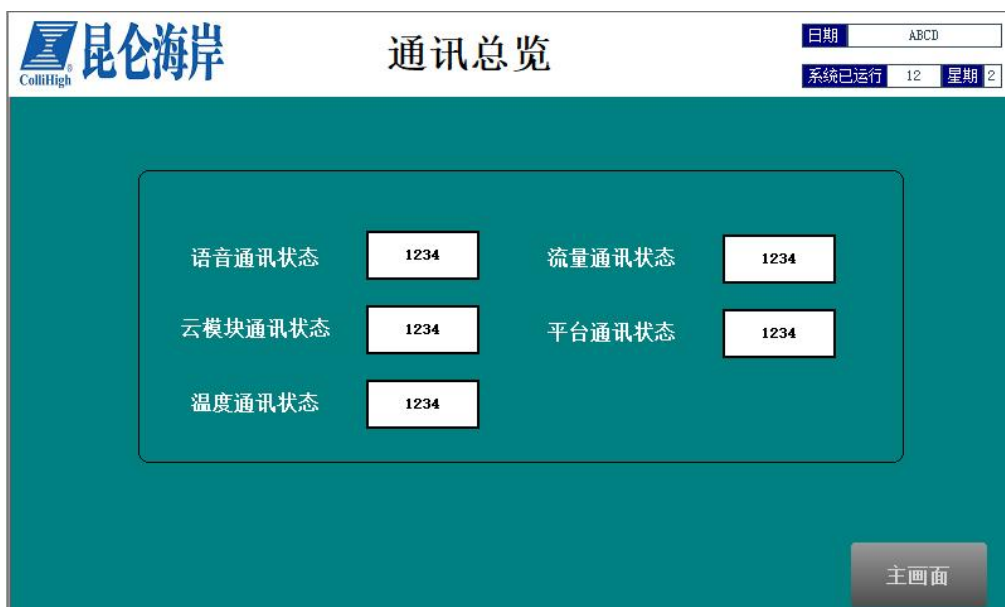 昆仑海岸
ColliHigh®
通讯总览
日期 ABCD
系统已运行 12 星期 2
语音通讯状态 1234 流量通讯状态 1234
云模块通讯状态 1234 平台通讯状态 1234
温度通讯状态 1234
主画面